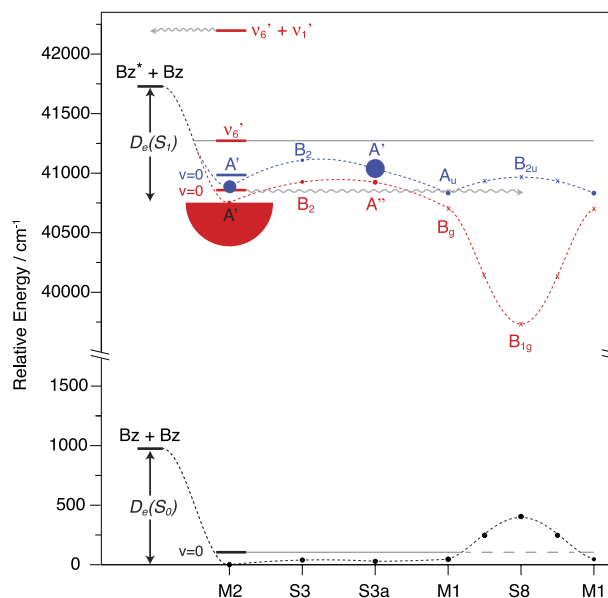 ν6' + ν1'
42000
Bz* + Bz
41500
De(S1)
ν6'
B2
A'
A'
v=0
Au
B2u
41000
v=0
A'
B2
A''
Bg
40500
40000
B1g
Relative Energy / cm-1
1500
Bz + Bz
1000
De(S0)
500
v=0
0
M2 S3 S3a M1 S8 M1